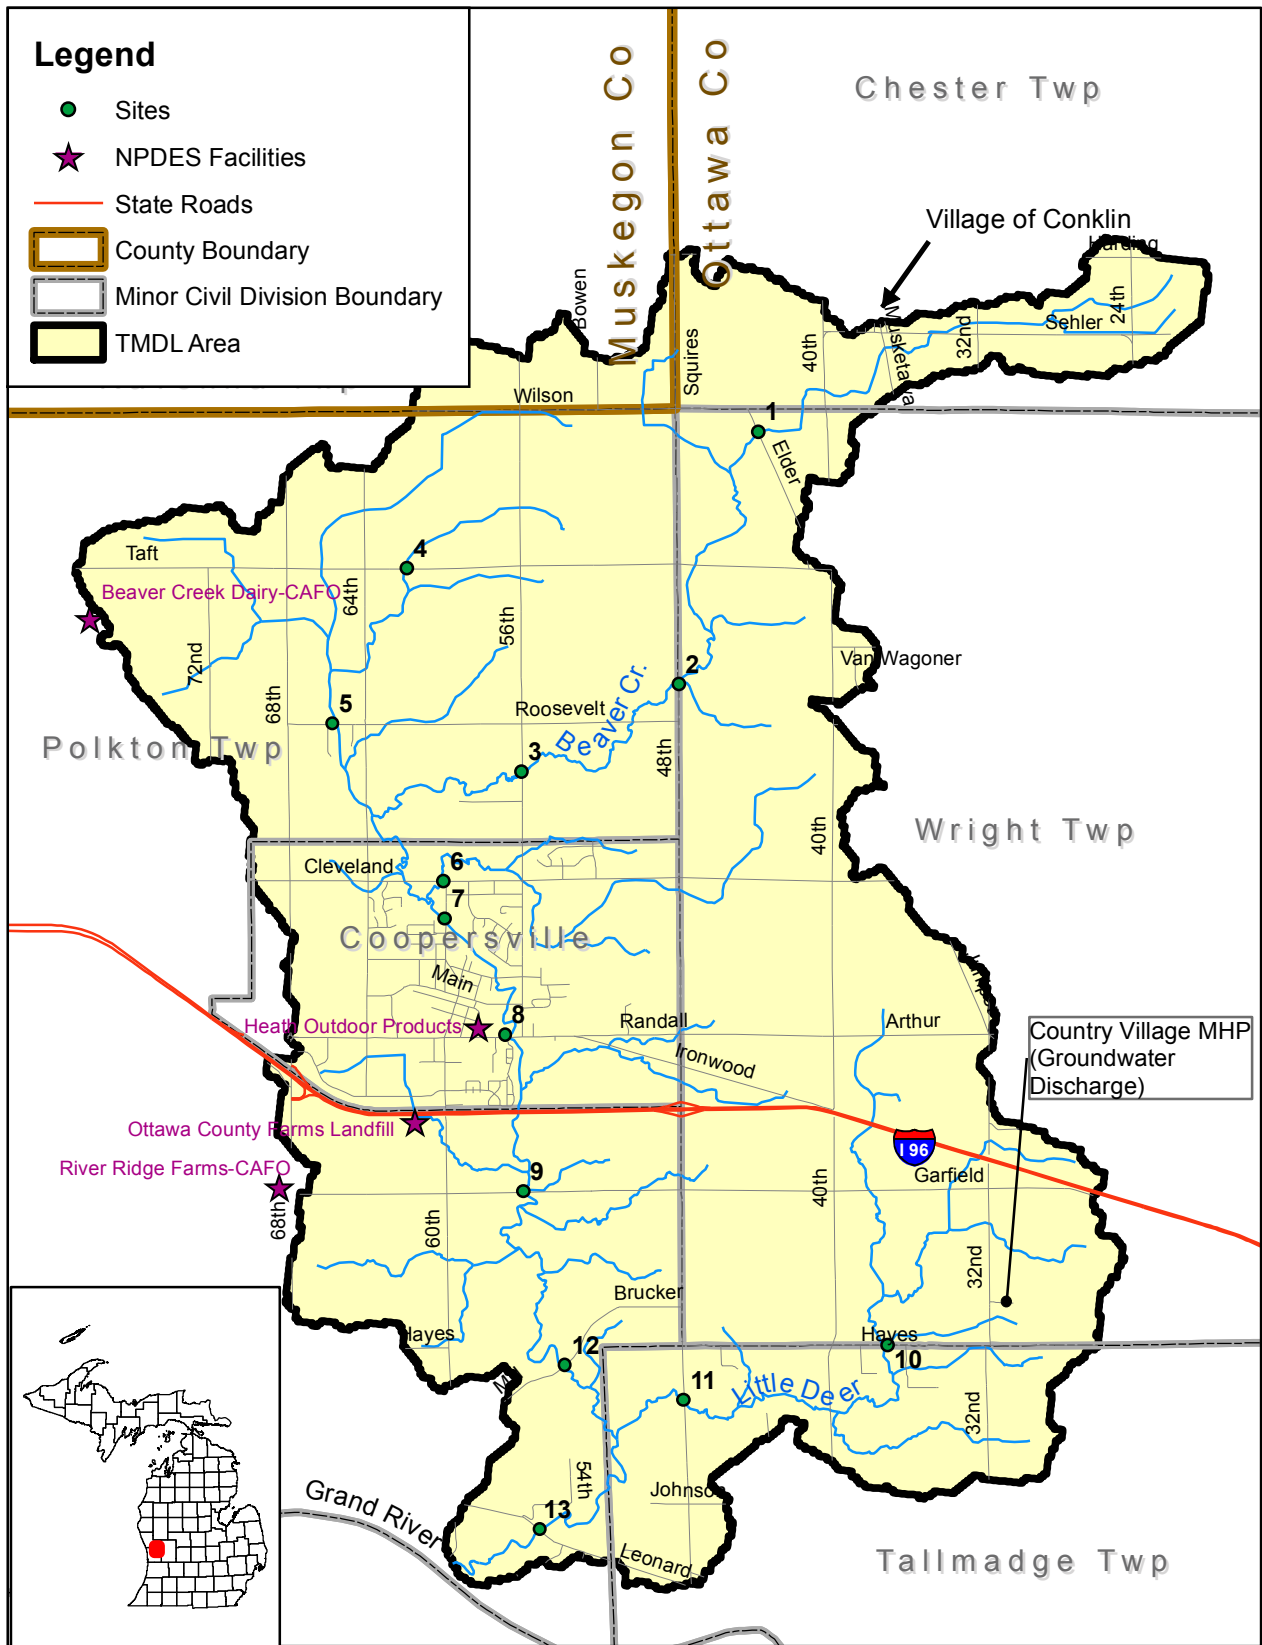 Legend
Sites
NPDES Facilities
State Roads
County Boundary
Minor Civil Division Boundary
TMDL Area
Muskegon Co
Ottawa Co
Chester Twp
Village of Conklin
Harding
24th
Sehler
32nd
Musketawa
40th
Squires
Bowen
Wilson
1
Elder
4
Taft
Beaver Creek Dairy-CAFO
64th
56th
72nd
68th
2
Van Wagoner
5
Roosevelt
Beaver Cr.
48th
3
Polkton Twp
Wright Twp
40th
Cleveland
6
7
Coopersville
Main
Heath Outdoor Products
8
Randall
Ironwood
Arthur
Country Village MHP
(Groundwater
Discharge)
Ottawa County Farms Landfill
I 96
River Ridge Farms-CAFO
9
Garfield
68th
60th
40th
32nd
Brucker
Hayes
12
Hayes
10
11
Little Deer
32nd
54th
Johnson
Grand River
13
Leonard
Tallmadge Twp